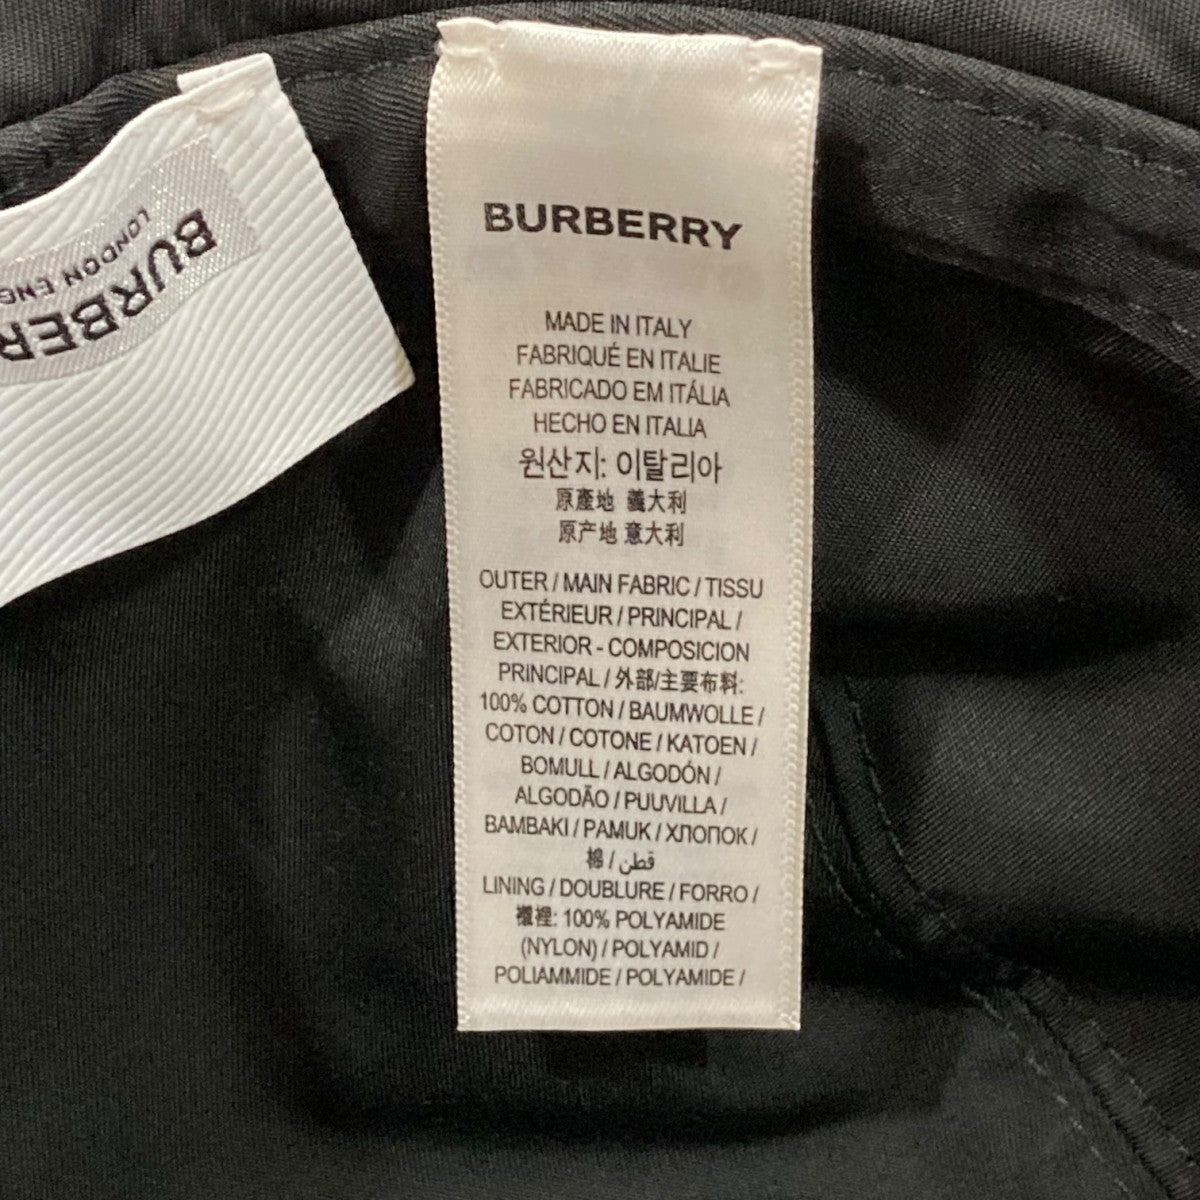 BURBERRY
LONDON ENG
BURBERRY
MADE IN ITALY
FABRIQUÉ EN ITALIE
FABRICADO EM ITÁLIA
HECHO EN ITALIA
원산지: 이탈리아
原產地 義大利
原产地 意大利
OUTER / MAIN FABRIC / TISSU
EXTÉRIEUR / PRINCIPAL /
EXTERIOR - COMPOSICION
PRINCIPAL / 外部/主要布料:
100% COTTON / BAUMWOLLE /
COTON / COTONE / KATOEN /
BOMULL / ALGODÓN /
ALGODÃO / PUUVILLA /
BAMBAKI / PAMUK / ХЛОПОК /
棉 / قطن
LINING / DOUBLURE / FORRO /
襯裡: 100% POLYAMIDE
(NYLON) / POLYAMID /
POLIAMMIDE / POLYAMIDE /